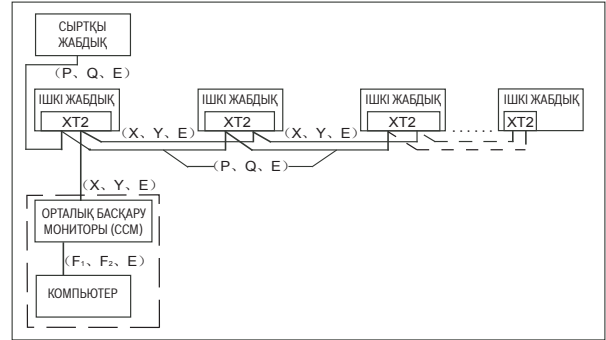 СЫРТҚЫ
ЖАБДЫҚ
(P、Q、E)
ІШКІ ЖАБДЫҚ
XT2
ІШКІ ЖАБДЫҚ
XT2
ІШКІ ЖАБДЫҚ
XT2
ІШКІ ЖАБДЫҚ
XT2
(X、Y、E)
(X、Y、E)
......
(P、Q、E)
(X、Y、E)
ОРТАЛЫҚ БАСҚАРУ
МОНИТОРЫ (CCM)
(F₁、F₂、E)
КОМПЬЮТЕР